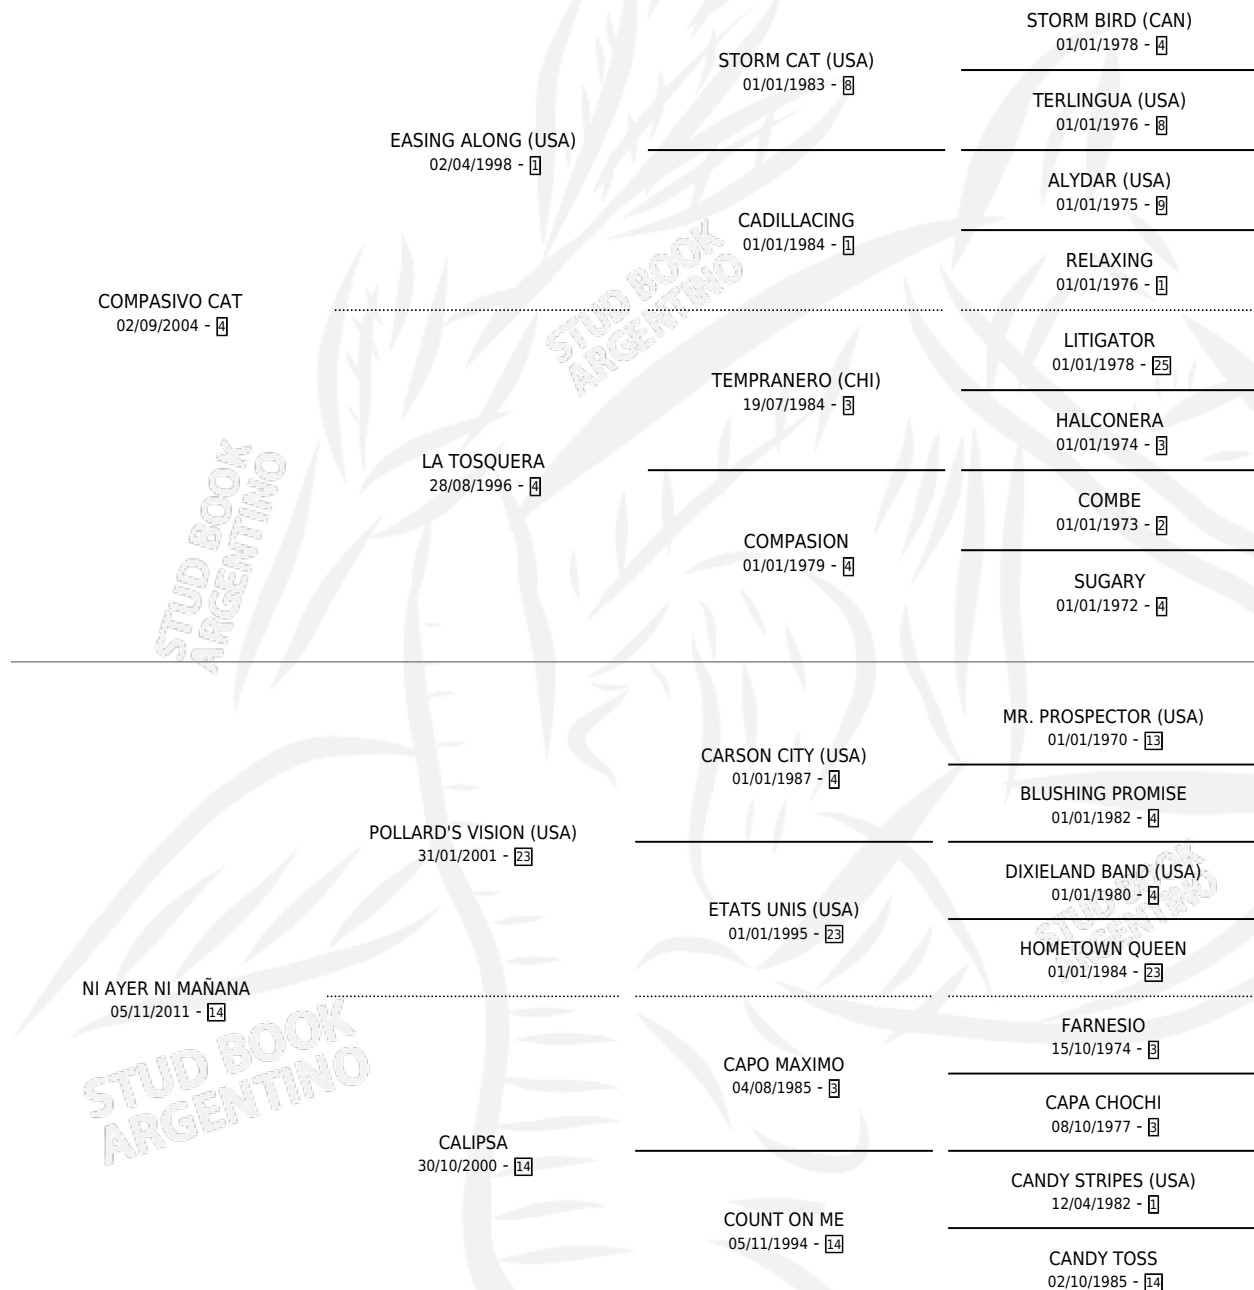 STORM BIRD (CAN)
01/01/1978 - 4
STORM CAT (USA)
01/01/1983 - 8
TERLINGUA (USA)
01/01/1976 - 8
EASING ALONG (USA)
02/04/1998 - 1
ALYDAR (USA)
01/01/1975 - 9
CADILLACING
01/01/1984 - 1
RELAXING
01/01/1976 - 1
COMPASIVO CAT
02/09/2004 - 4
LITIGATOR
01/01/1978 - 25
TEMPRANERO (CHI)
19/07/1984 - 3
HALCONERA
01/01/1974 - 3
LA TOSQUERA
28/08/1996 - 4
COMBE
01/01/1973 - 2
COMPASION
01/01/1979 - 4
SUGARY
01/01/1972 - 4
STUD BOOK
ARGENTINO
STUD BOOK
ARGENTINO
MR. PROSPECTOR (USA)
01/01/1970 - 13
CARSON CITY (USA)
01/01/1987 - 4
BLUSHING PROMISE
01/01/1982 - 4
POLLARD'S VISION (USA)
31/01/2001 - 23
DIXIELAND BAND (USA)
01/01/1980 - 4
ETATS UNIS (USA)
01/01/1995 - 23
HOMETOWN QUEEN
01/01/1984 - 23
NI AYER NI MAÑANA
05/11/2011 - 14
FARNESIO
15/10/1974 - 3
CAPO MAXIMO
04/08/1985 - 3
CAPA CHOCHI
08/10/1977 - 3
CALIPSA
30/10/2000 - 14
CANDY STRIPES (USA)
12/04/1982 - 1
COUNT ON ME
05/11/1994 - 14
CANDY TOSS
02/10/1985 - 14
STUD BOOK
ARGENTINO
STUD BOOK
ARGENTINO